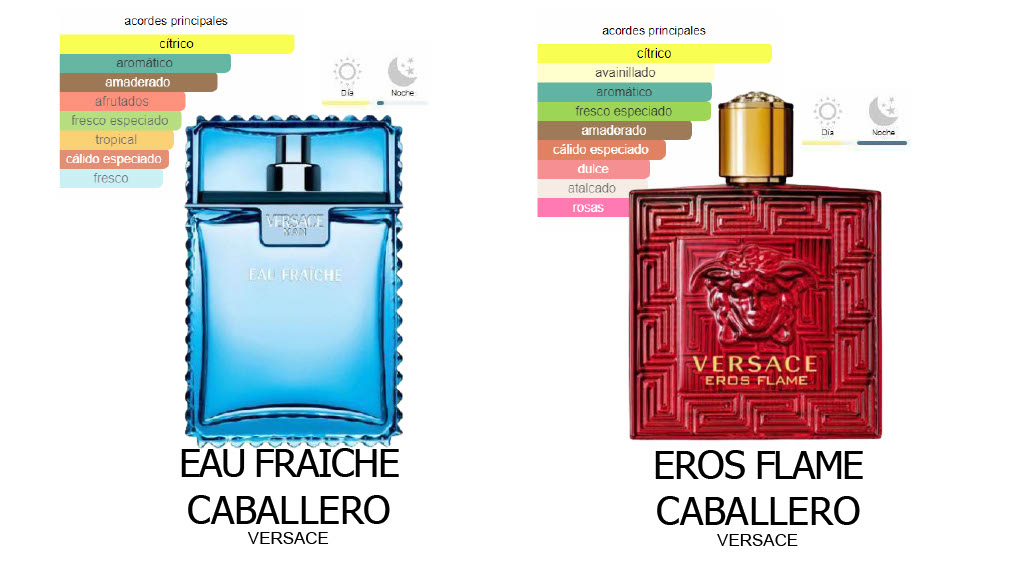 acordes principales
cítrico
aromático
amaderado
afrutados
fresco especiado
tropical
cálido especiado
fresco
Día
Noche
VERSACE
MAN
EAU FRAÎCHE
EAU FRAICHE
CABALLERO
VERSACE
acordes principales
cítrico
avainillado
aromático
fresco especiado
amaderado
cálido especiado
dulce
atalcado
rosas
Día
Noche
VERSACE
EROS FLAME
EROS FLAME
CABALLERO
VERSACE